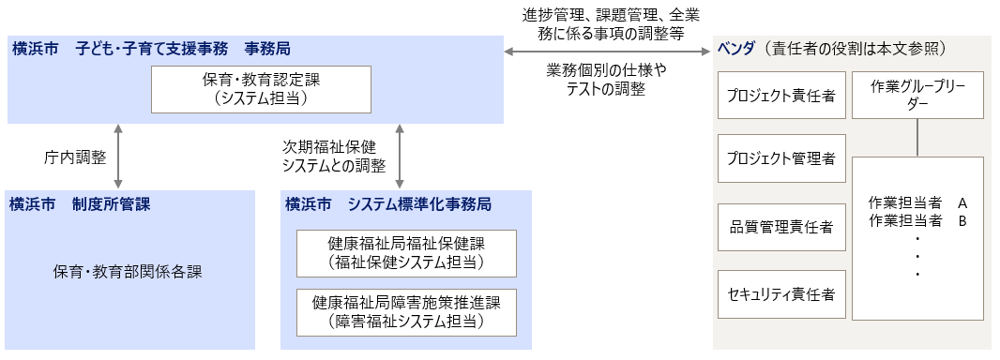 進捗管理、課題管理、全業
務に係る事項の調整等
横浜市　子ども・子育て支援事務　事務局
保育・教育認定課
（システム担当）
業務個別の仕様や
テストの調整
ベンダ（責任者の役割は本文参照）
プロジェクト責任者
作業グループリー
ダー
プロジェクト管理者
品質管理責任者
セキュリティ責任者
作業担当者　A
作業担当者　B
・
・
・
庁内調整
次期福祉保健
システムとの調整
横浜市　制度所管課
保育・教育部関係各課
横浜市　システム標準化事務局
健康福祉局福祉保健課
（福祉保健システム担当）
健康福祉局障害施策推進課
（障害福祉システム担当）